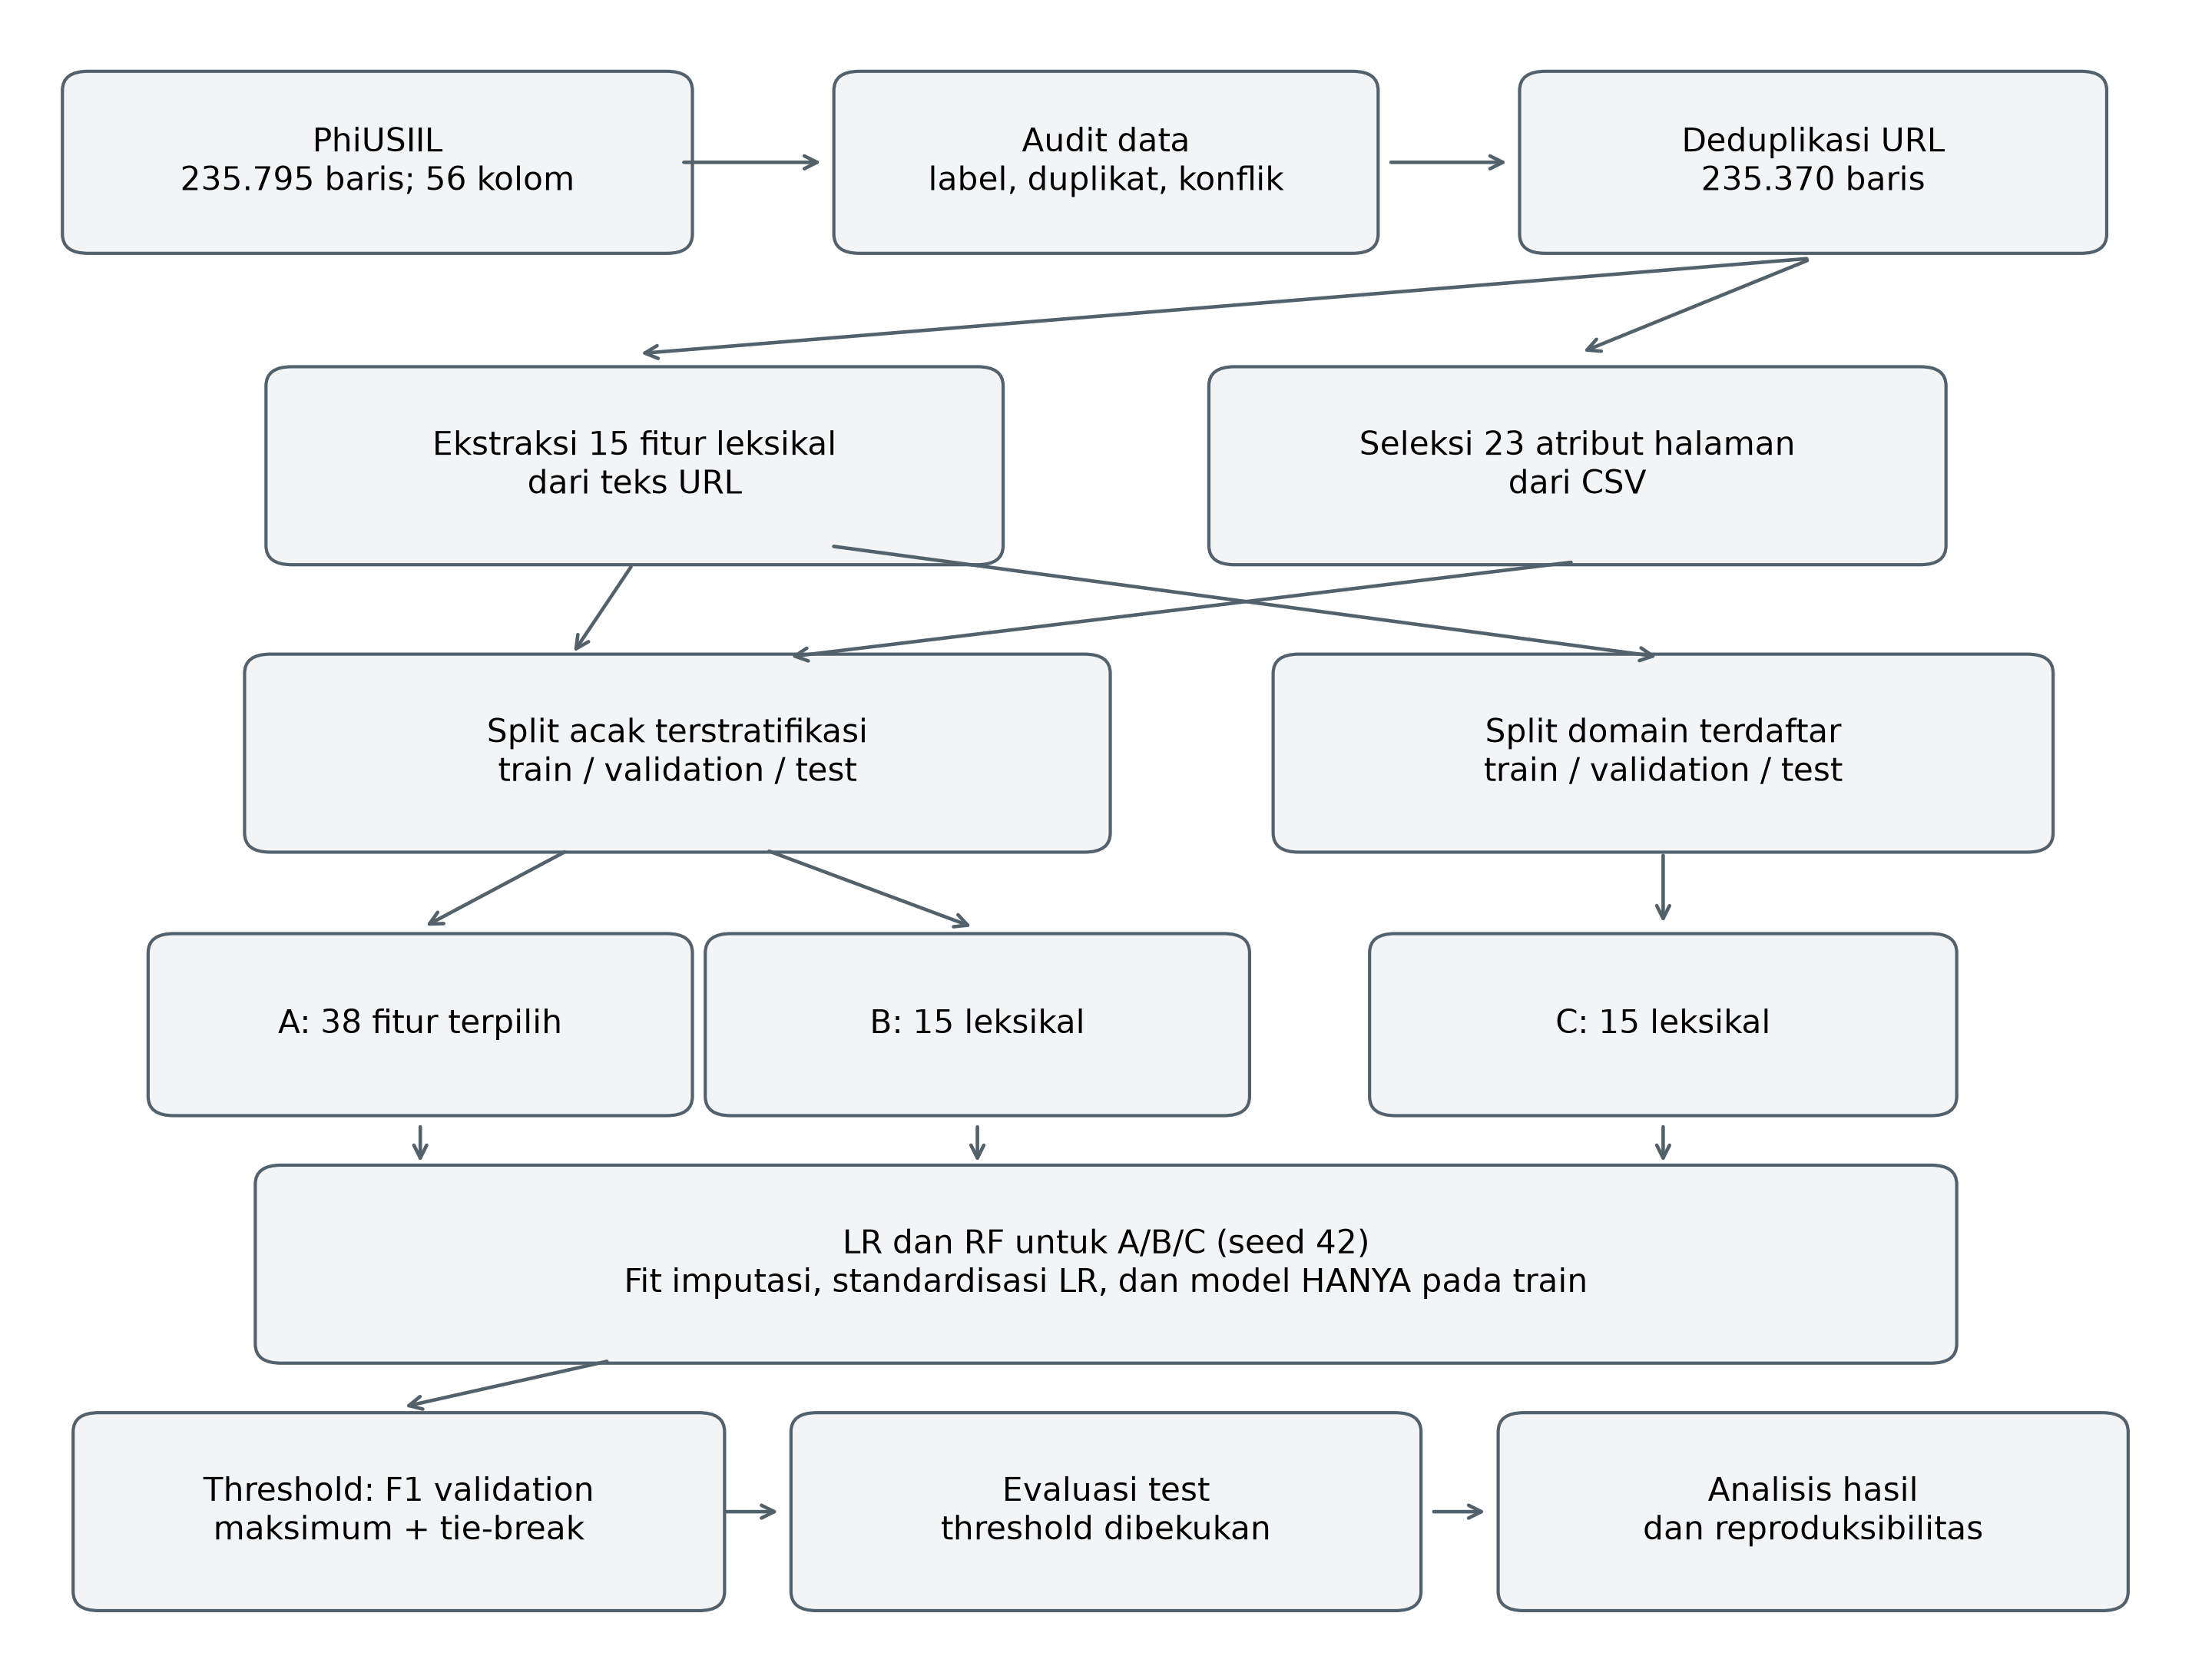 PhiUSIIL
235.795 baris; 56 kolom
Audit data
label, duplikat, konflik
Deduplikasi URL
235.370 baris
Ekstraksi 15 fitur leksikal
dari teks URL
Seleksi 23 atribut halaman
dari CSV
Split acak terstratifikasi
train / validation / test
Split domain terdaftar
train / validation / test
A: 38 fitur terpilih
B: 15 leksikal
C: 15 leksikal
LR dan RF untuk A/B/C (seed 42)
Fit imputasi, standardisasi LR, dan model HANYA pada train
Threshold: F1 validation
maksimum + tie-break
Evaluasi test
threshold dibekukan
Analisis hasil
dan reproduksibilitas